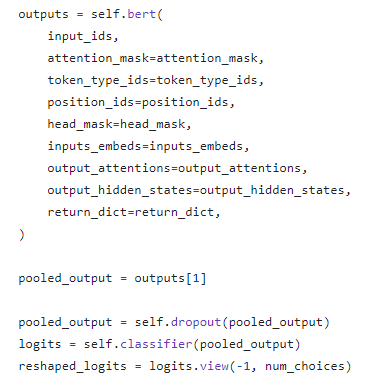 outputs = self.bert(
    input_ids,
    attention_mask=attention_mask,
    token_type_ids=token_type_ids,
    position_ids=position_ids,
    head_mask=head_mask,
    inputs_embeds=inputs_embeds,
    output_attentions=output_attentions,
    output_hidden_states=output_hidden_states,
    return_dict=return_dict,
)
pooled_output = outputs[1]
pooled_output = self.dropout(pooled_output)
logits = self.classifier(pooled_output)
reshaped_logits = logits.view(-1, num_choices)